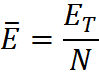 Ē = E_T / N